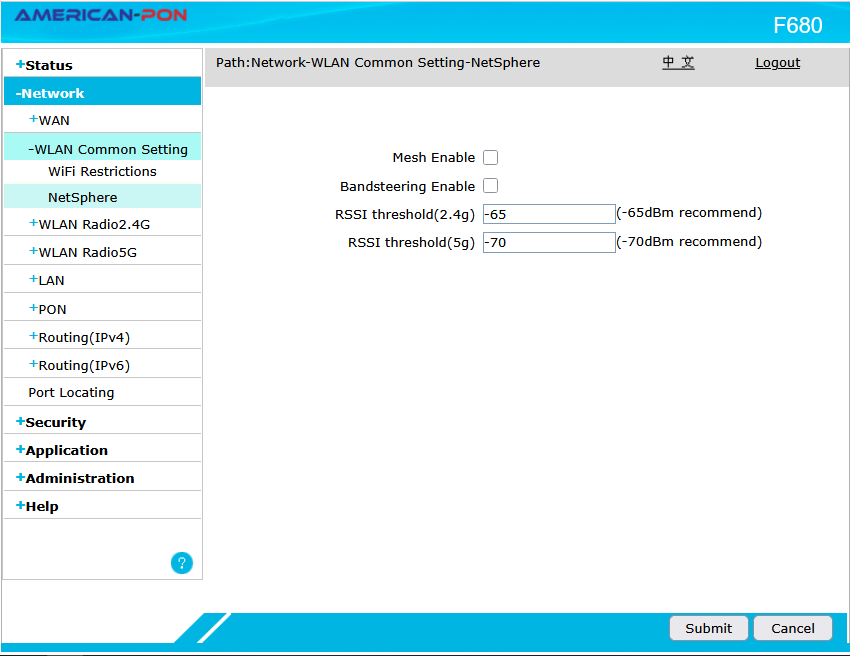 AMERICAN-PON
F680
+Status
-Network
+WAN
-WLAN Common Setting
WiFi Restrictions
NetSphere
+WLAN Radio2.4G
+WLAN Radio5G
+LAN
+PON
+Routing(IPv4)
+Routing(IPv6)
Port Locating
+Security
+Application
+Administration
+Help
?
Path:Network-WLAN Common Setting-NetSphere
中 文
Logout
Mesh Enable
Bandsteering Enable
RSSI threshold(2.4g) -65 (-65dBm recommend)
RSSI threshold(5g) -70 (-70dBm recommend)
Submit
Cancel